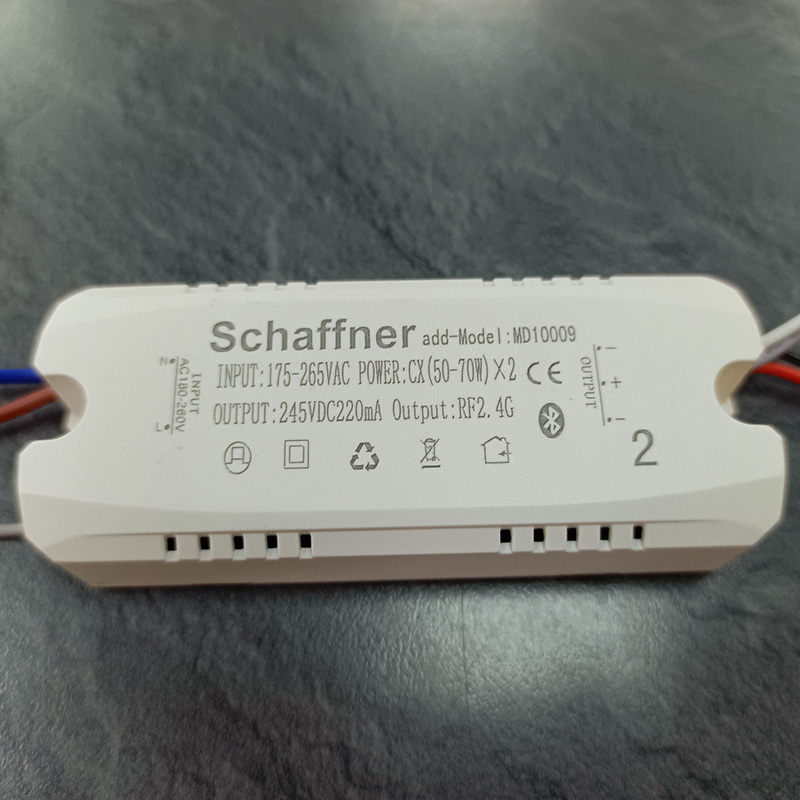 Schaffner add-Model:MD10009
INPUT:175-265VAC POWER:CX(50-70W)×2 CE
OUTPUT:245VDC220mA Output:RF2.4G
N
INPUT
AC180-260V
L
OUTPUT
-
+
-
2